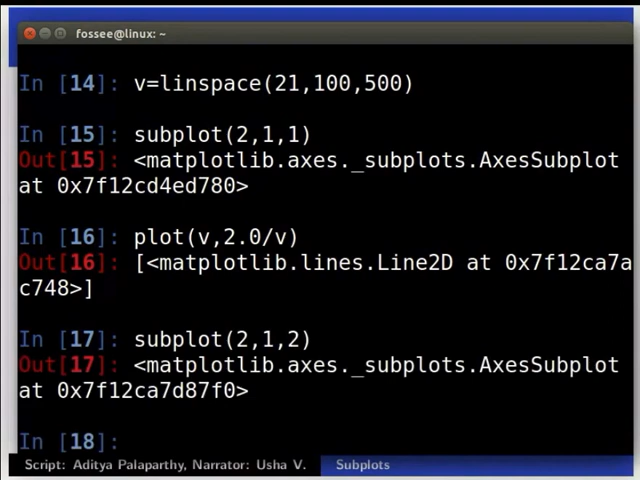 fossee@linux: ~
In [14]: v=linspace(21,100,500)
In [15]: subplot(2,1,1)
Out[15]: <matplotlib.axes._subplots.AxesSubplot
at 0x7f12cd4ed780>
In [16]: plot(v,2.0/v)
Out[16]: [<matplotlib.lines.Line2D at 0x7f12ca7a
c748>]
In [17]: subplot(2,1,2)
Out[17]: <matplotlib.axes._subplots.AxesSubplot
at 0x7f12ca7d87f0>
In [18]:
Script: Aditya Palaparthy, Narrator: Usha V. Subplots